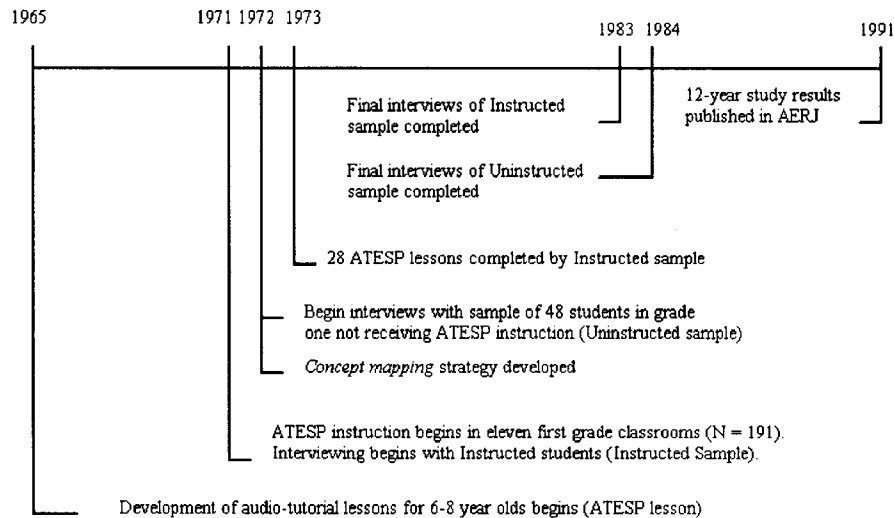 1965
1971 1972 1973
1983 1984
1991
Final interviews of Instructed
sample completed
12-year study results
published in AERJ
Final interviews of Uninstructed
sample completed
28 ATESP lessons completed by Instructed sample
Begin interviews with sample of 48 students in grade
one not receiving ATESP instruction (Uninstructed sample)
Concept mapping strategy developed
ATESP instruction begins in eleven first grade classrooms (N = 191).
Interviewing begins with Instructed students (Instructed Sample).
Development of audio-tutorial lessons for 6-8 year olds begins (ATESP lesson)